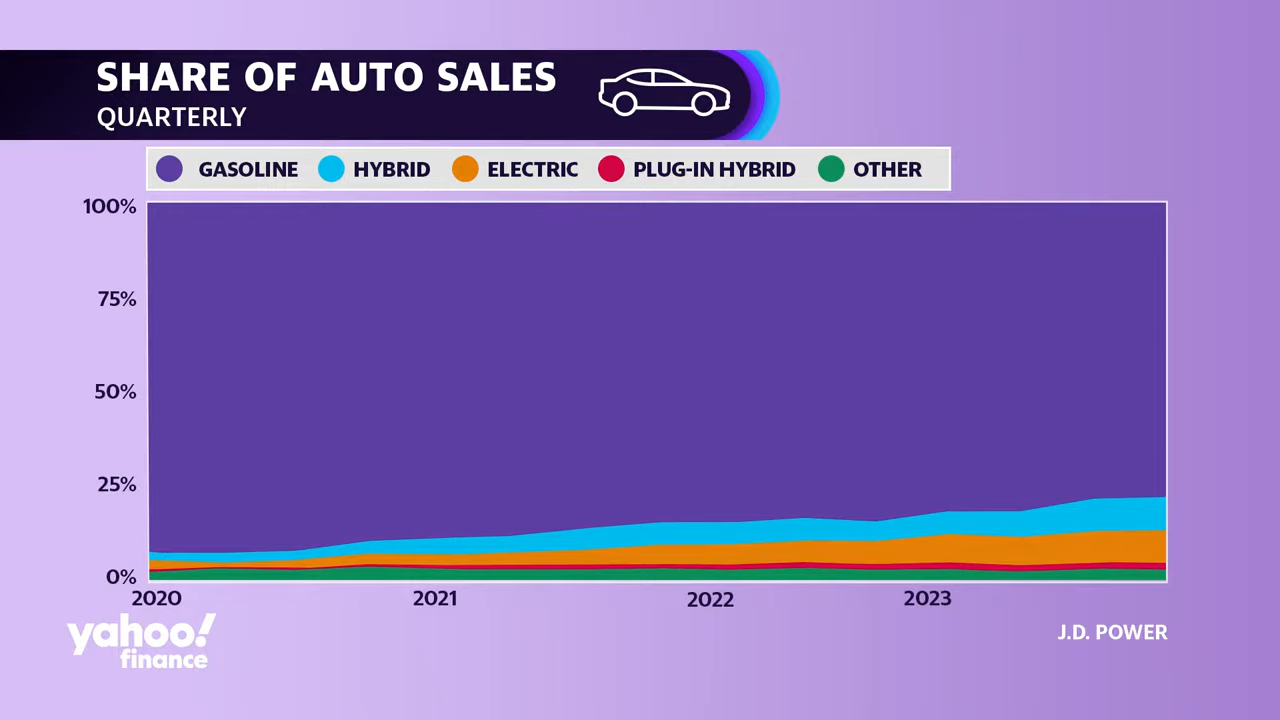 SHARE OF AUTO SALES
QUARTERLY
GASOLINE HYBRID ELECTRIC PLUG-IN HYBRID OTHER
100%
75%
50%
25%
0%
2020 2021 2022 2023
yahoo!
finance
J.D. POWER